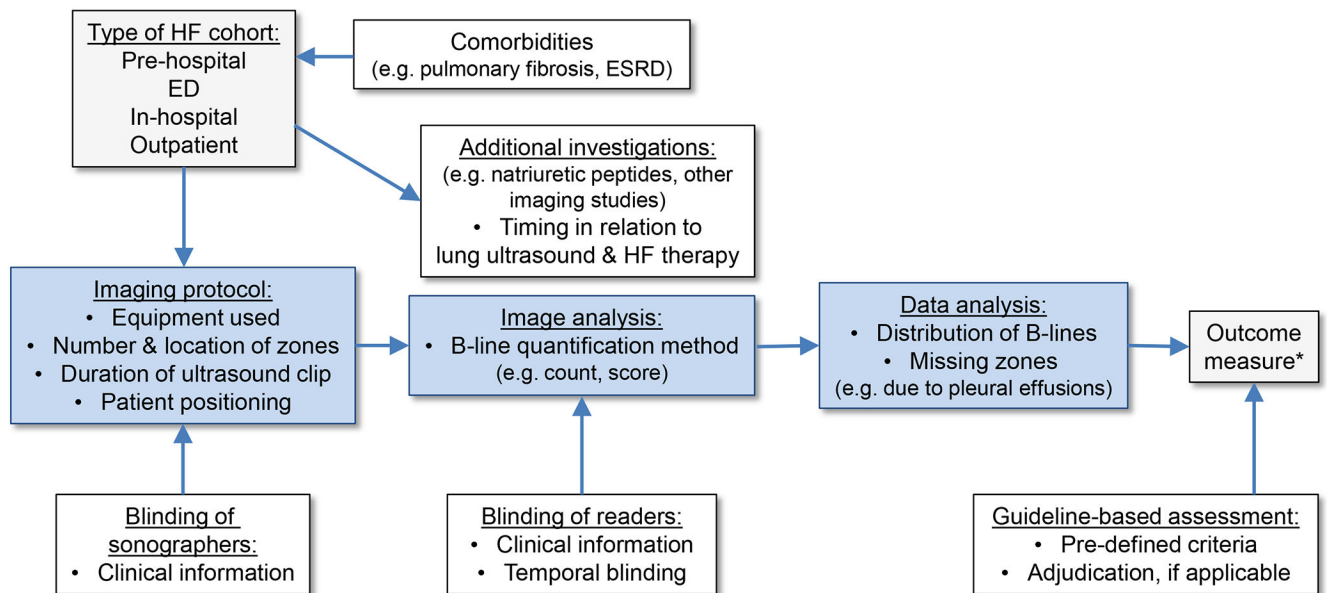 Type of HF cohort:
Pre-hospital
ED
In-hospital
Outpatient
Comorbidities
(e.g. pulmonary fibrosis, ESRD)
Additional investigations:
(e.g. natriuretic peptides, other
imaging studies)
• Timing in relation to
lung ultrasound & HF therapy
Imaging protocol:
• Equipment used
• Number & location of zones
• Duration of ultrasound clip
• Patient positioning
Image analysis:
• B-line quantification method
(e.g. count, score)
Data analysis:
• Distribution of B-lines
• Missing zones
(e.g. due to pleural effusions)
Outcome
measure*
Blinding of
sonographers:
• Clinical information
Blinding of readers:
• Clinical information
• Temporal blinding
Guideline-based assessment:
• Pre-defined criteria
• Adjudication, if applicable